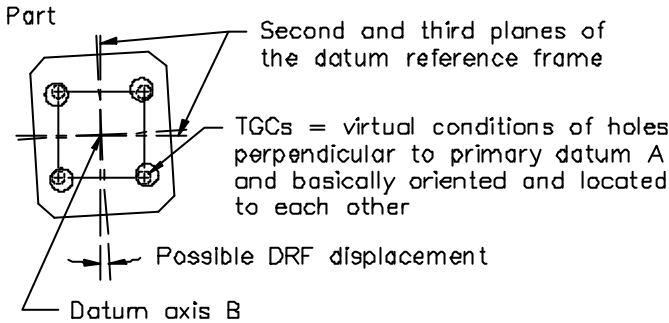 Part
Second and third planes of
the datum reference frame
TGCs = virtual conditions of holes
perpendicular to primary datum A
and basically oriented and located
to each other
Possible DRF displacement
Datum axis B